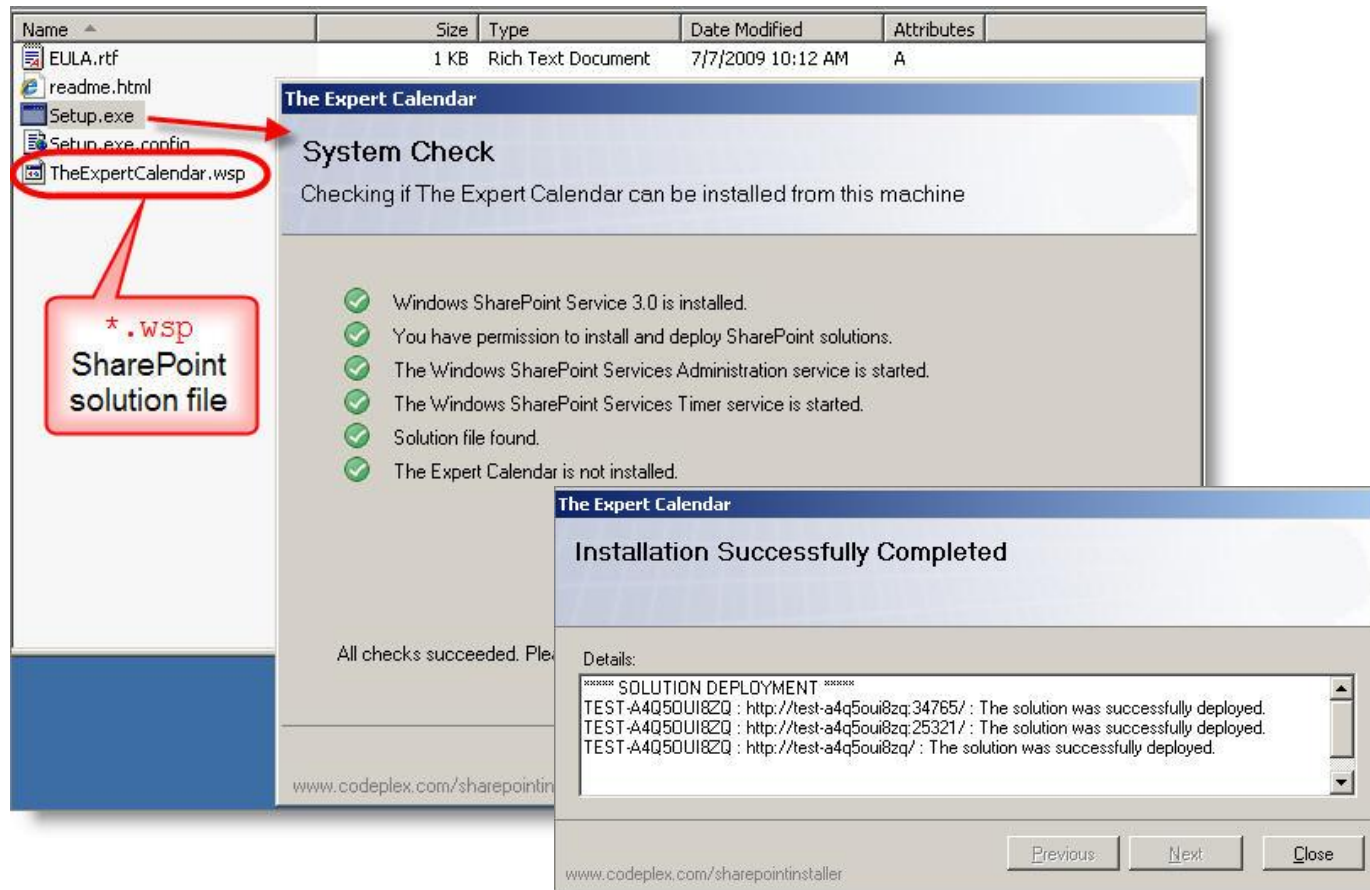 Name Size Type Date Modified Attributes
EULA.rtf 1 KB Rich Text Document 7/7/2009 10:12 AM A
readme.html
Setup.exe
Setup.exe.config
TheExpertCalendar.wsp
*.wsp
SharePoint
solution file
The Expert Calendar
System Check
Checking if The Expert Calendar can be installed from this machine
Windows SharePoint Service 3.0 is installed.
You have permission to install and deploy SharePoint solutions.
The Windows SharePoint Services Administration service is started.
The Windows SharePoint Services Timer service is started.
Solution file found.
The Expert Calendar is not installed.
All checks succeeded.
www.codeplex.com/sharepointin
The Expert Calendar
Installation Successfully Completed
Details:
***** SOLUTION DEPLOYMENT *****
TEST-A4Q5OUI8ZQ : http://test-a4q5oui8zq:34765/ : The solution was successfully deployed.
TEST-A4Q5OUI8ZQ : http://test-a4q5oui8zq:25321/ : The solution was successfully deployed.
TEST-A4Q5OUI8ZQ : http://test-a4q5oui8zq/ : The solution was successfully deployed.
Previous Next Close
www.codeplex.com/sharepointinstaller